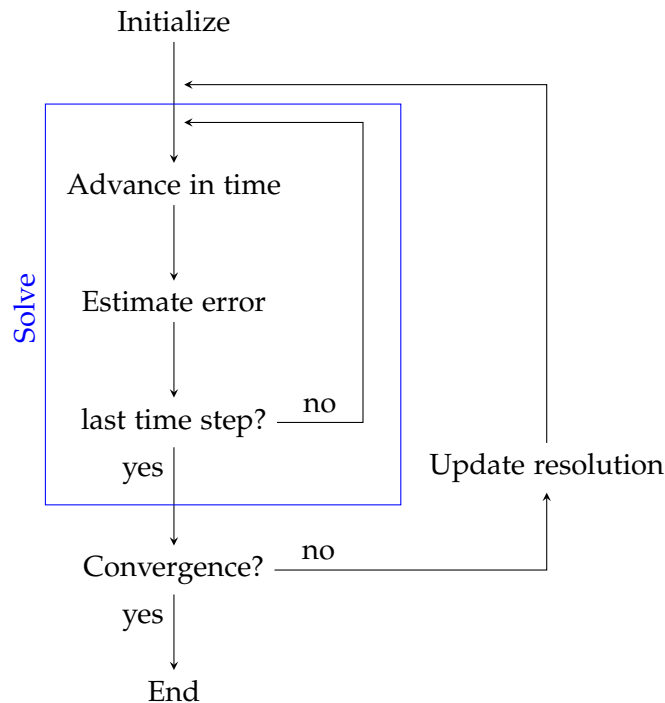 Initialize
Advance in time
Solve
Estimate error
last time step?
no
yes
Update resolution
Convergence?
no
yes
End